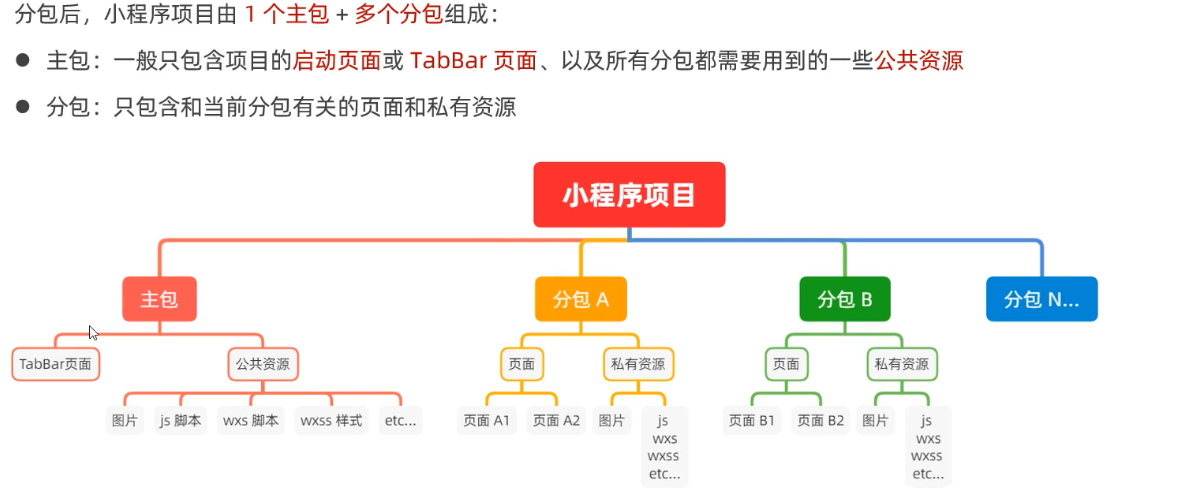 分包后，小程序项目由 1 个主包 + 多个分包组成：
● 主包：一般只包含项目的启动页面或 TabBar 页面、以及所有分包都需要用到的一些公共资源
● 分包：只包含和当前分包有关的页面和私有资源
小程序项目
主包
分包 A
分包 B
分包 N...
TabBar页面
公共资源
页面
私有资源
页面
私有资源
图片
js 脚本
wxs 脚本
wxss 样式
etc...
页面 A1
页面 A2
图片
js
wxs
wxss
etc...
页面 B1
页面 B2
图片
js
wxs
wxss
etc...